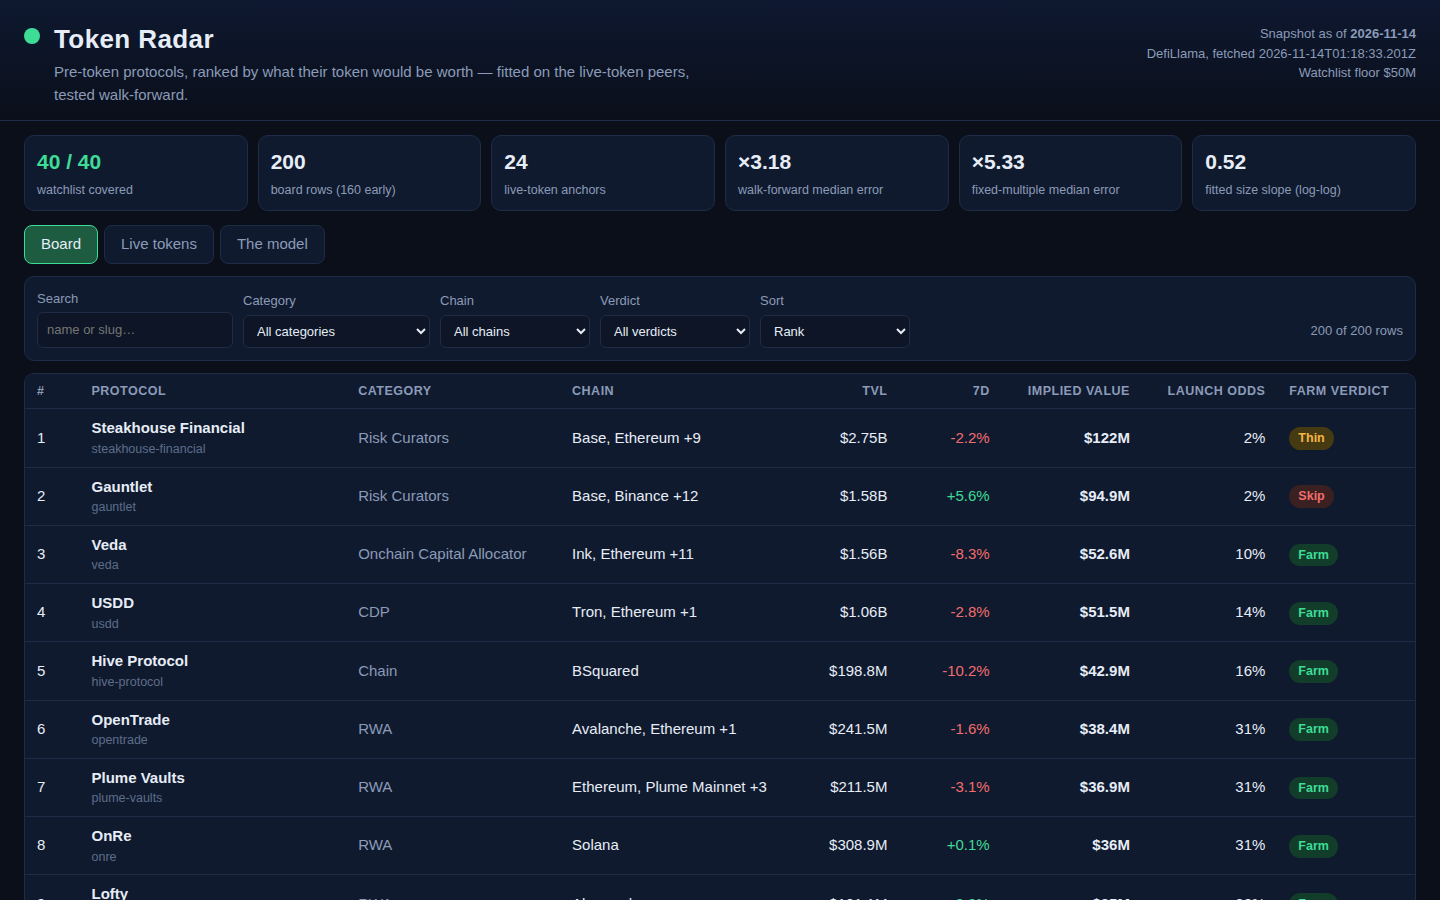 Token Radar
Pre-token protocols, ranked by what their token would be worth — fitted on the live-token peers,
tested walk-forward.
Snapshot as of 2026-11-14
DefiLlama, fetched 2026-11-14T01:18:33.201Z
Watchlist floor $50M
40 / 40
watchlist covered
200
board rows (160 early)
24
live-token anchors
×3.18
walk-forward median error
×5.33
fixed-multiple median error
0.52
fitted size slope (log-log)
Board
Live tokens
The model
Search
name or slug…
Category
All categories
Chain
All chains
Verdict
All verdicts
Sort
Rank
200 of 200 rows
# PROTOCOL CATEGORY CHAIN TVL 7D IMPLIED VALUE LAUNCH ODDS FARM VERDICT
1 Steakhouse Financial Risk Curators Base, Ethereum +9 $2.75B -2.2% $122M 2% Thin
steakhouse-financial
2 Gauntlet Risk Curators Base, Binance +12 $1.58B +5.6% $94.9M 2% Skip
gauntlet
3 Veda Onchain Capital Allocator Ink, Ethereum +11 $1.56B -8.3% $52.6M 10% Farm
veda
4 USDD CDP Tron, Ethereum +1 $1.06B -2.8% $51.5M 14% Farm
usdd
5 Hive Protocol Chain BSquared $198.8M -10.2% $42.9M 16% Farm
hive-protocol
6 OpenTrade RWA Avalanche, Ethereum +1 $241.5M -1.6% $38.4M 31% Farm
opentrade
7 Plume Vaults RWA Ethereum, Plume Mainnet +3 $211.5M -3.1% $36.9M 31% Farm
plume-vaults
8 OnRe RWA Solana $308.9M +0.1% $36M 31% Farm
onre
Lofty